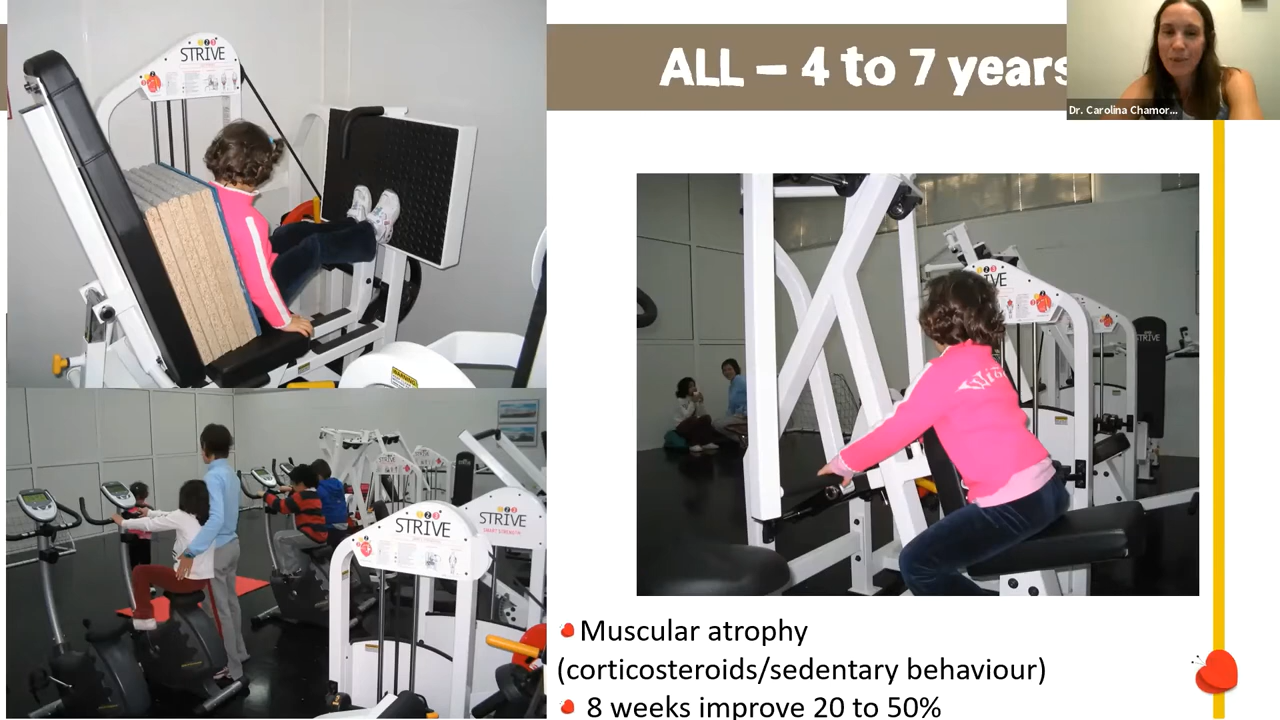 ALL – 4 to 7 years
Dr. Carolina Chamor...
STRIVE
STRIVE
STRIVE
STRIVE
WARNING
Muscular atrophy
(corticosteroids/sedentary behaviour)
8 weeks improve 20 to 50%